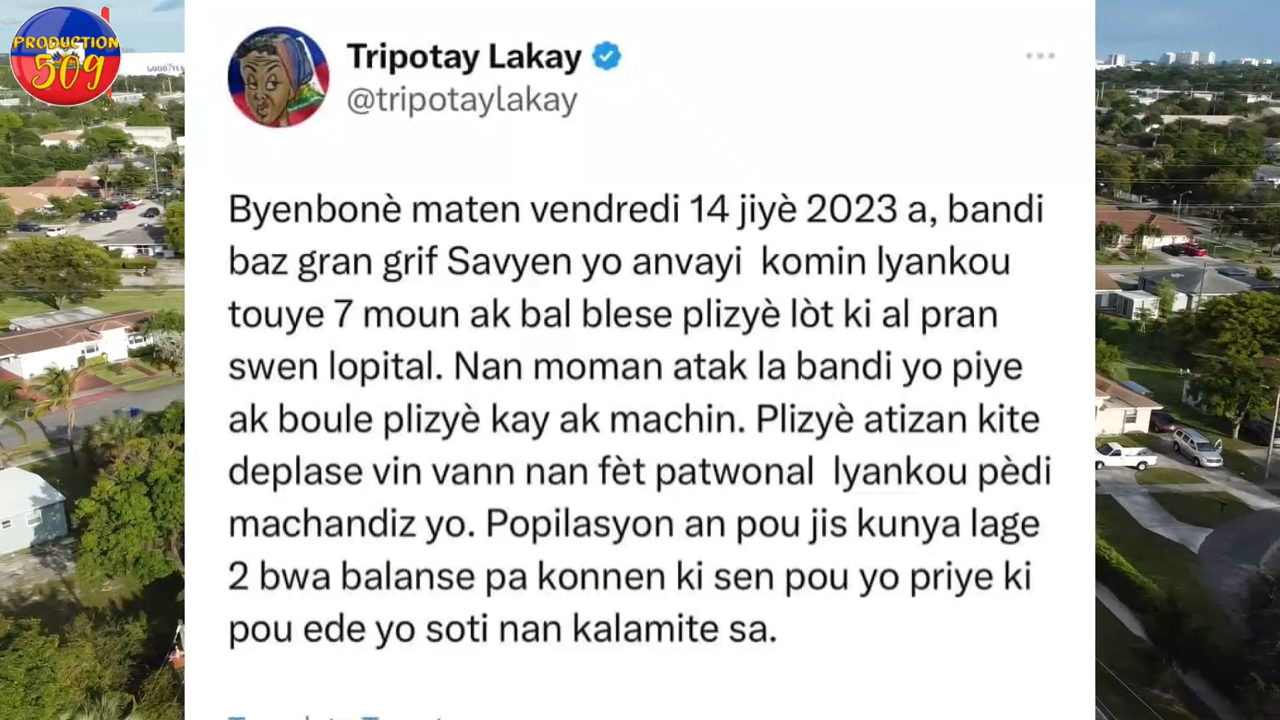 PRODUCTION
509
Tripotay Lakay
@tripotaylakay
Byenbonè maten vendredi 14 jiyè 2023 a, bandi
baz gran grif Savyen yo anvayi komin lyankou
touye 7 moun ak bal blese plizyè lòt ki al pran
swen lopital. Nan moman atak la bandi yo piye
ak boule plizyè kay ak machin. Plizyè atizan kite
deplase vin vann nan fèt patwonal lyankou pèdi
machandiz yo. Popilasyon an pou jis kunya lage
2 bwa balanse pa konnen ki sen pou yo priye ki
pou ede yo soti nan kalamite sa.